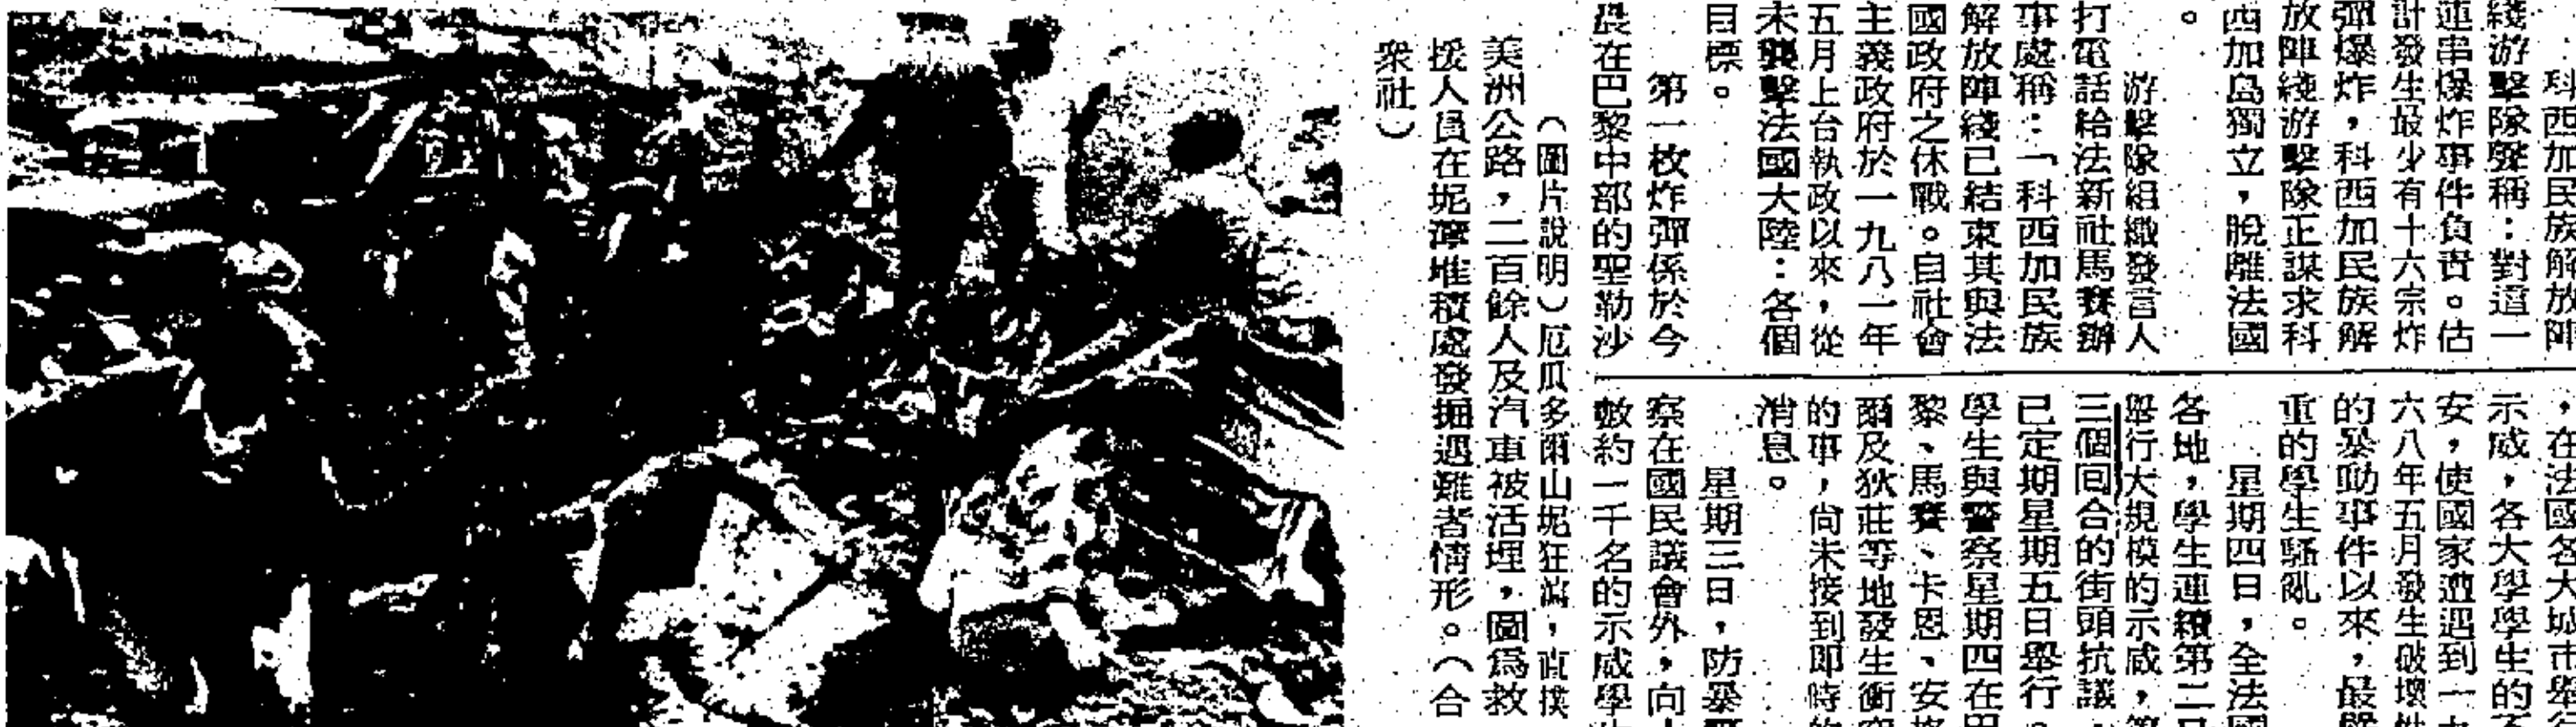 科西加民族解放陣
綫游擊隊聲稱：對這一
連串爆炸事件負責。估
計發生最少有十六宗炸
彈爆炸，科西加民族解
放陣綫游擊隊正謀求科
西加島獨立，脫離法國
。
游擊隊組織發言人
打電話給法新社馬賽辦
事處稱：「科西加民族
解放陣綫已結束其與法
國政府之休戰。自社會
主義政府於一九八一年
五月上台執政以來，從
未襲擊法國大陸：各個
目標。
第一枚炸彈係於今
晨在巴黎中部的聖勒沙
，在法國各大城市舉
示威，各大學學生的
安，使國家遭遇到一
六八年五月發生破壞
的暴動事件以來，最嚴
重的學生騷亂。
星期四日，全法國
各地，學生連續第二日
舉行大規模的示威，第
三個回合的街頭抗議，
已定期星期五日舉行。
學生與警察星期四在巴
黎、馬賽、卡恩、安
爾及狄莊等地發生衝突
的事，尚未接到即時的
消息。
星期三日，防暴警
察在國民議會外，向
數約一千名的示威學生
（圖片說明）厄瓜多爾山坭狂瀉，直撲
美洲公路，二百餘人及汽車被活埋，圖爲救
援人員在坭潭堆積處發掘遇難者情形。（合
衆社）